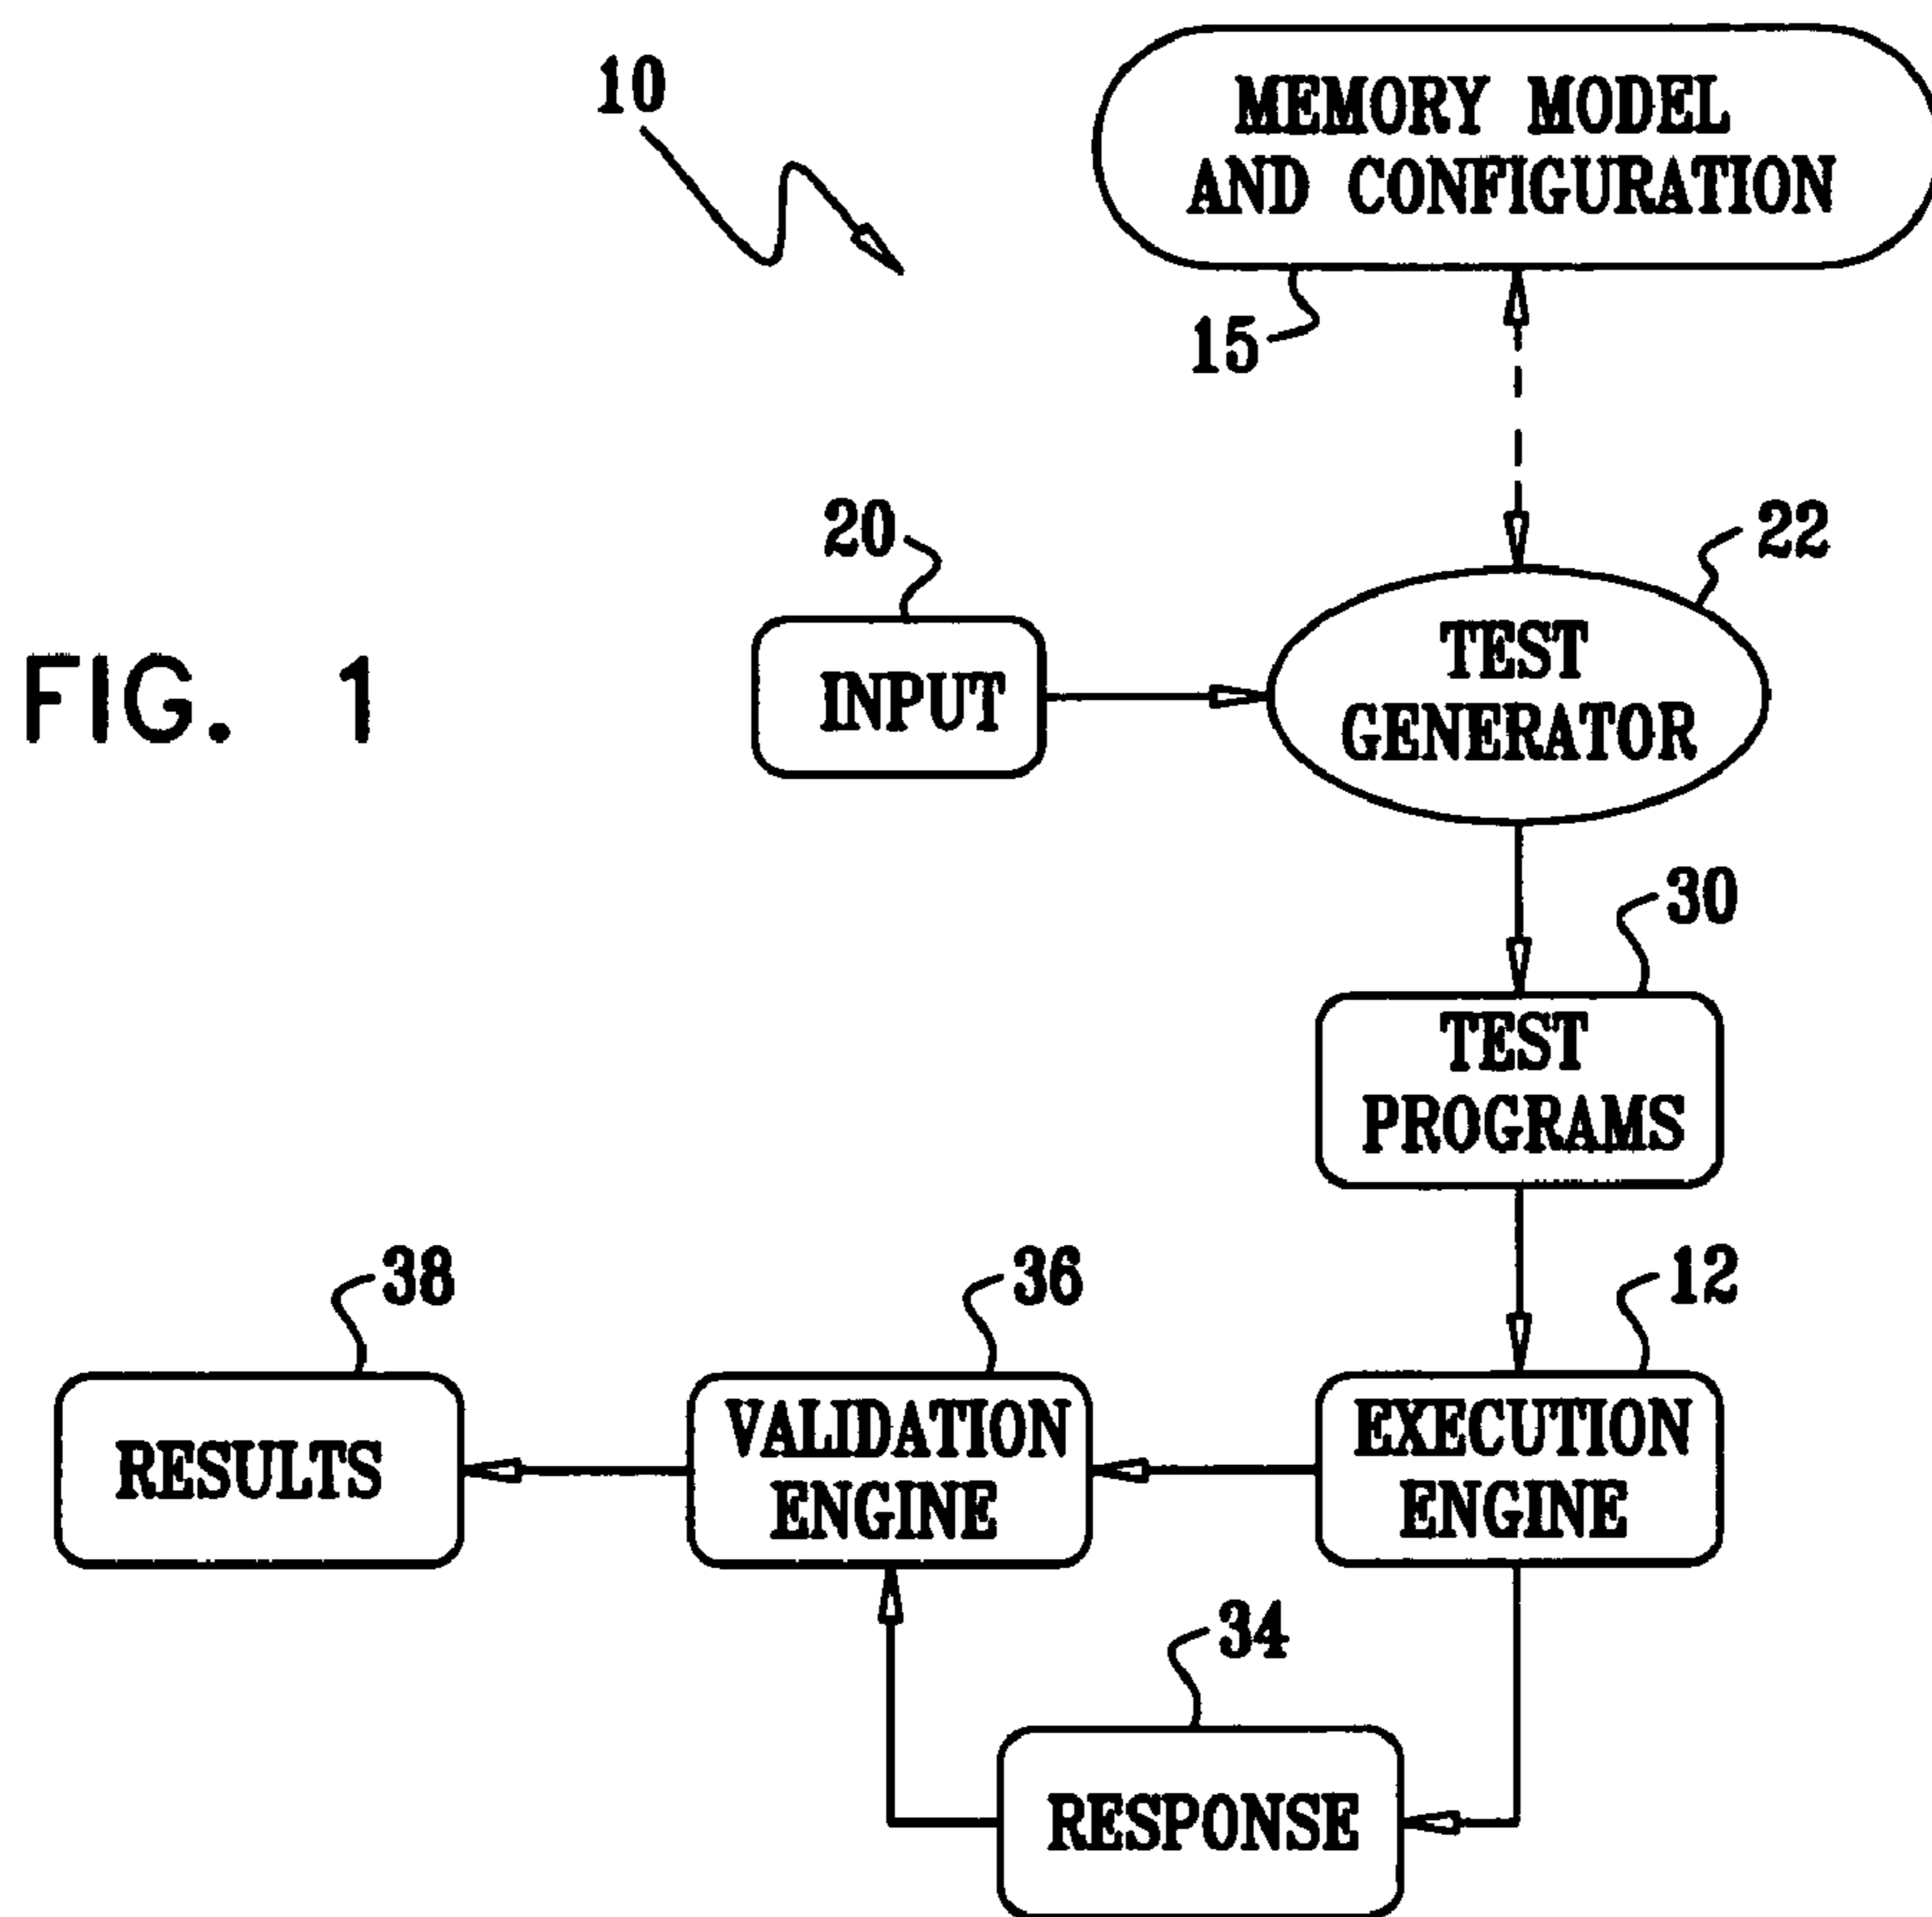 10
MEMORY MODEL
AND CONFIGURATION
15
20
22
FIG. 1
INPUT
TEST
GENERATOR
30
TEST
PROGRAMS
38
36
12
RESULTS
VALIDATION
ENGINE
EXECUTION
ENGINE
34
RESPONSE